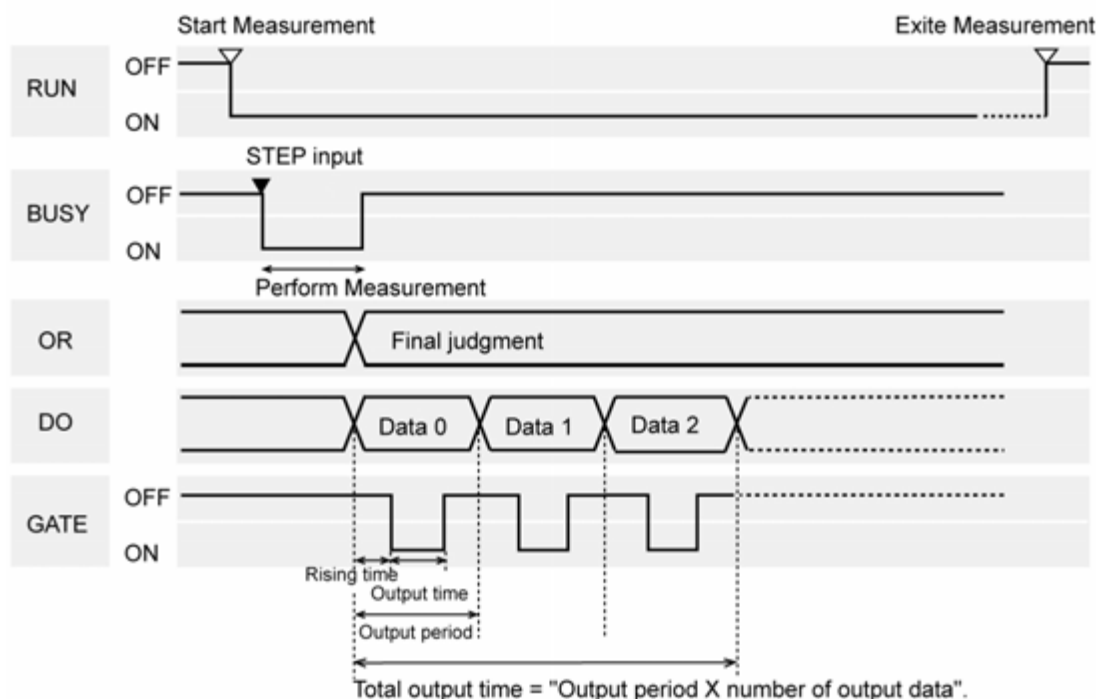 Start Measurement
Exite Measurement
RUN
OFF
ON
STEP input
BUSY
OFF
ON
Perform Measurement
OR
Final judgment
DO
Data 0
Data 1
Data 2
GATE
OFF
ON
Rising time
Output time
Output period
Total output time = "Output period X number of output data".